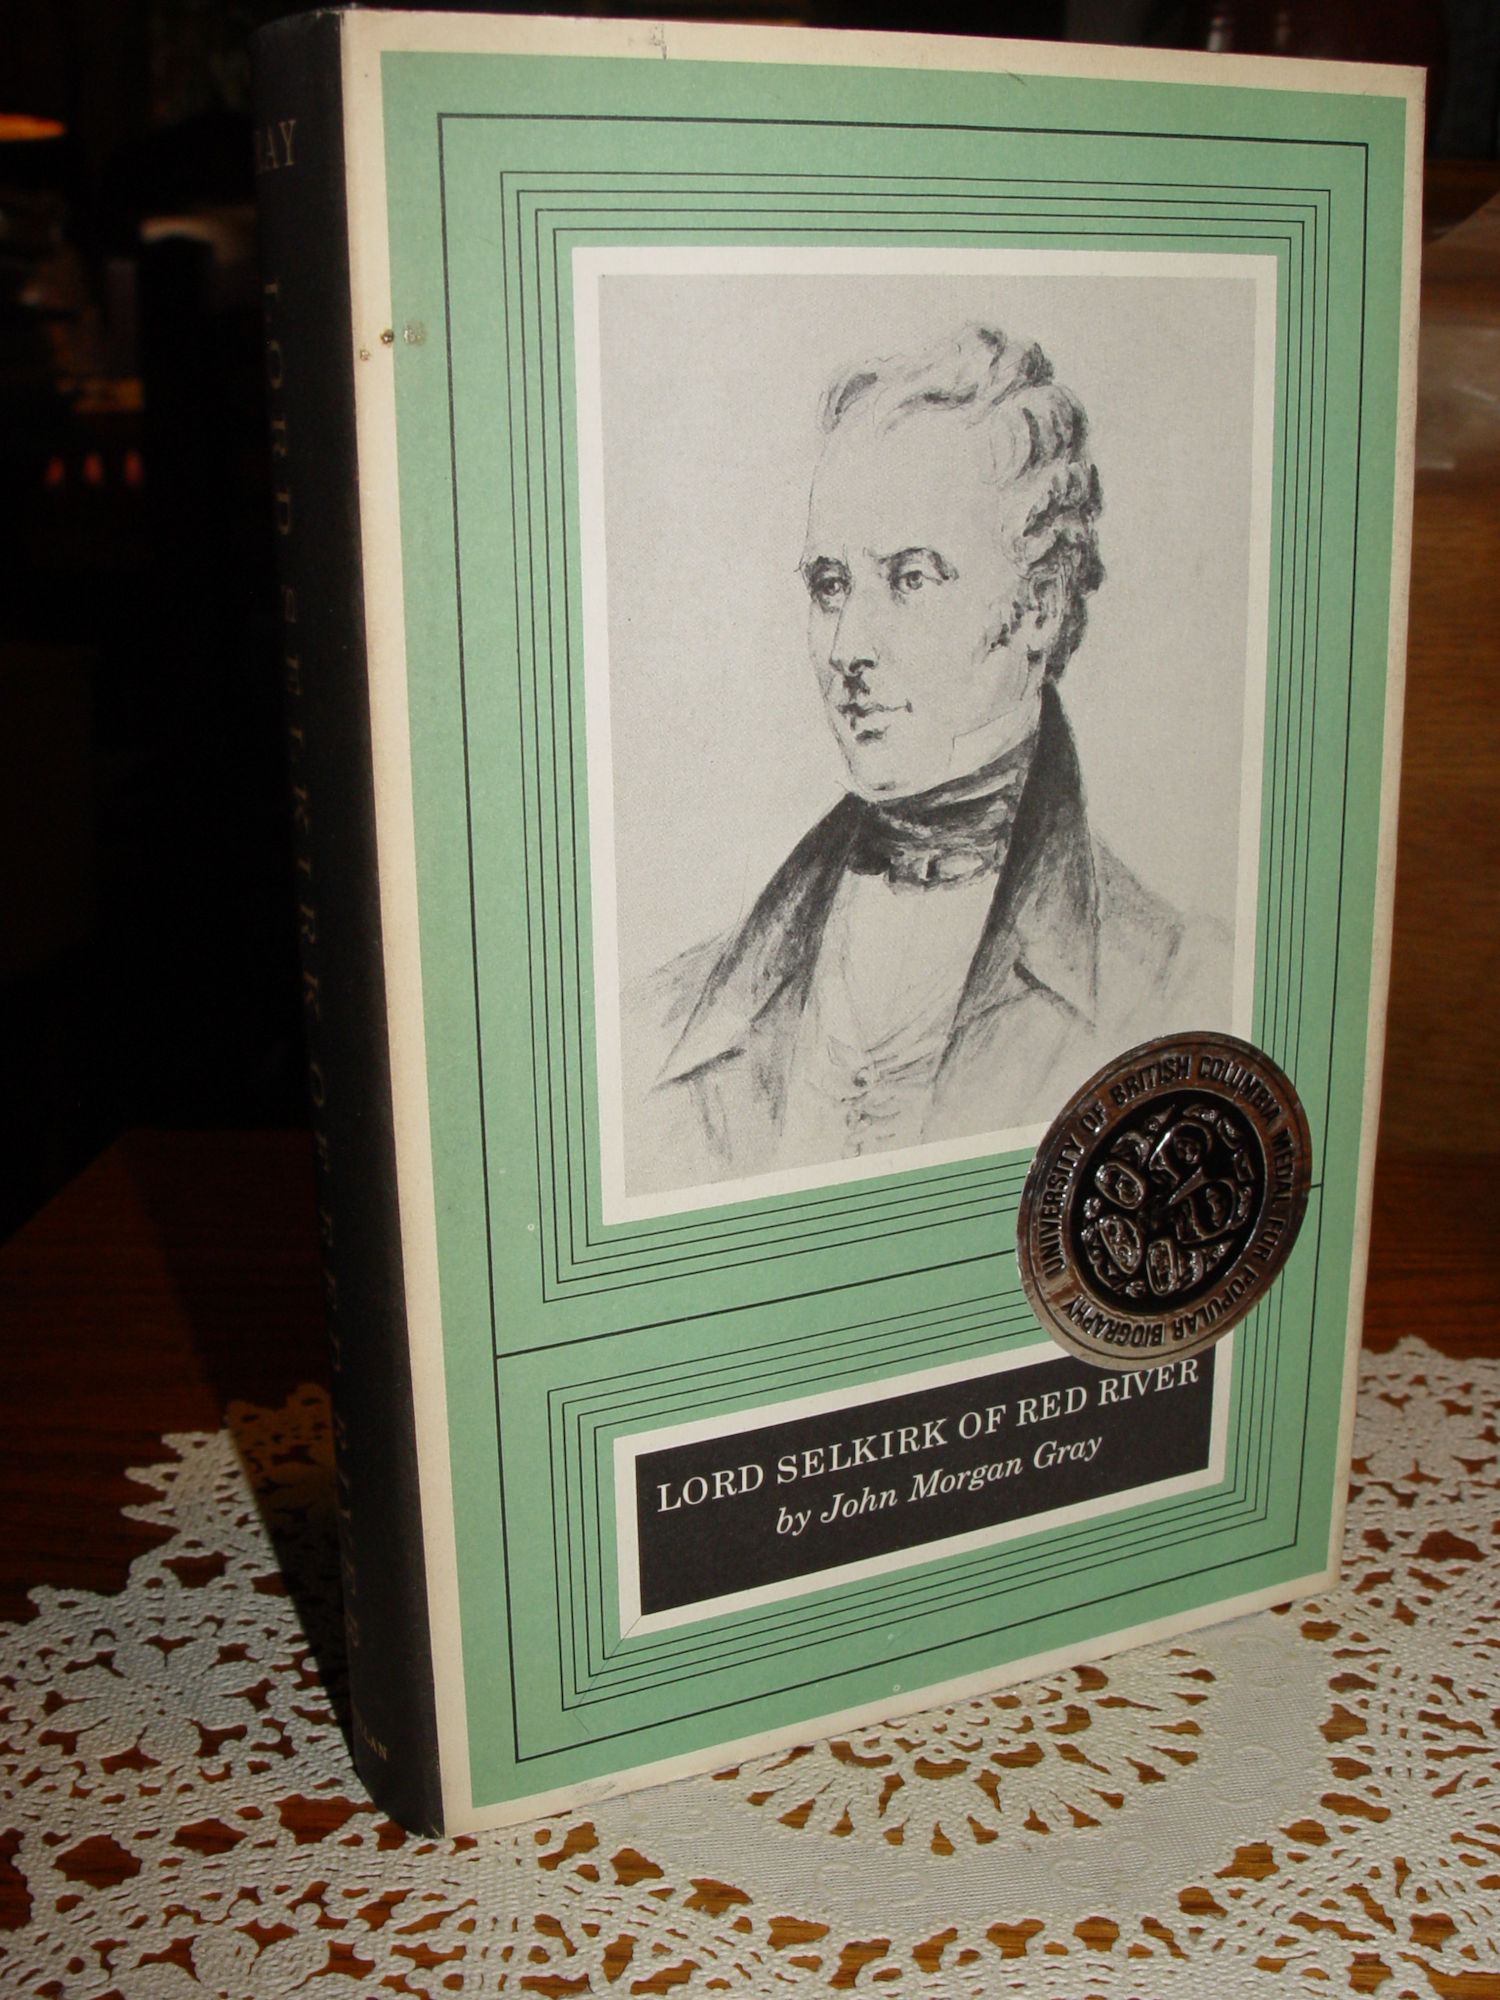 LORD SELKIRK OF RED RIVER
by John Morgan Gray
UNIVERSITY OF BRITISH COLUMBIA MEDAL FOR POPULAR BIOGRAPHY
LORD SELKIRK OF RED RIVER